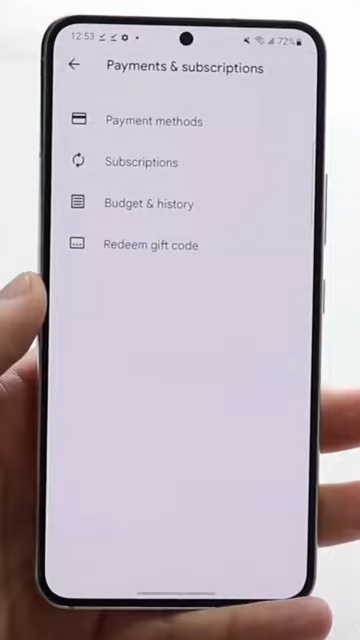 12:53 72%
Payments & subscriptions
Payment methods
Subscriptions
Budget & history
Redeem gift code